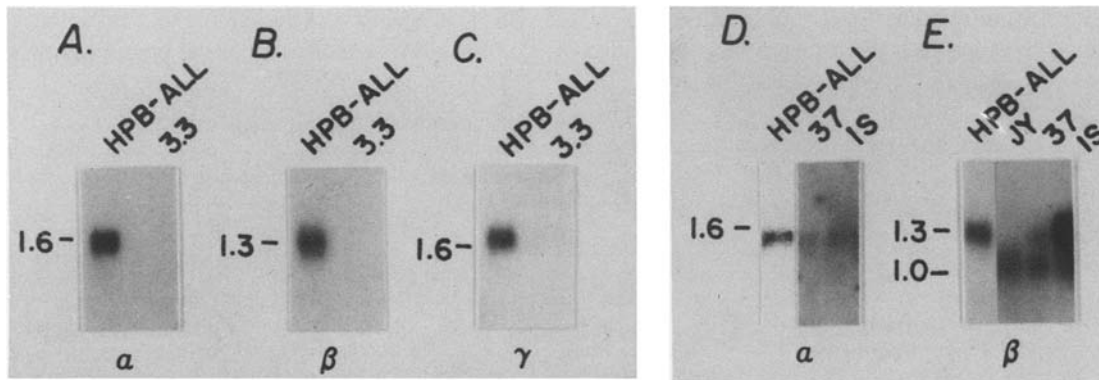 A.
HPB-ALL
3.3
1.6
α
B.
HPB-ALL
3.3
1.3
β
C.
HPB-ALL
3.3
1.6
γ
D.
HPB-ALL
37
IS
1.6
α
E.
HPB-ALL
JY
37
IS
1.3
1.0
β